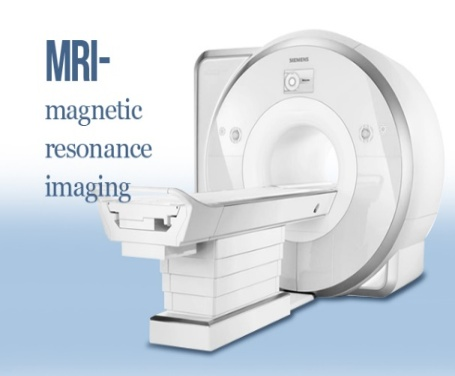 MRI-
magnetic
resonance
imaging
SIEMENS